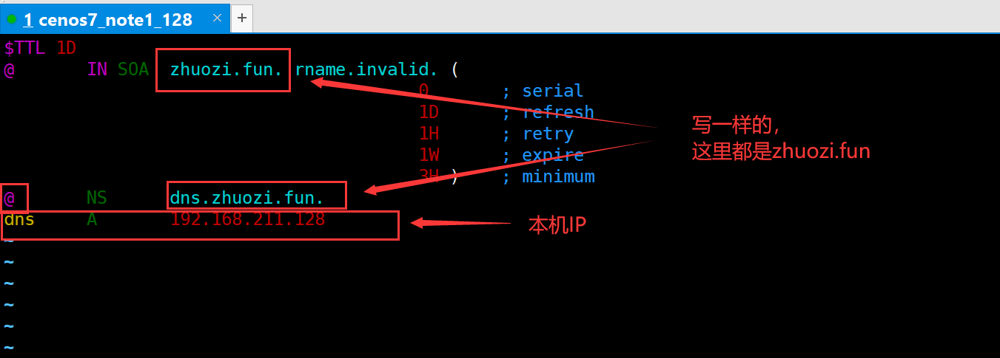 1 cenos7_note1_128 × +
$TTL 1D
@ IN SOA zhuozi.fun. rname.invalid. (
0 ; serial
1D ; refresh
1H ; retry
1W ; expire
3H ) ; minimum
@ NS dns.zhuozi.fun.
dns A 192.168.211.128
~
~
~
~
~
~
写一样的，
这里都是zhuozi.fun
本机IP